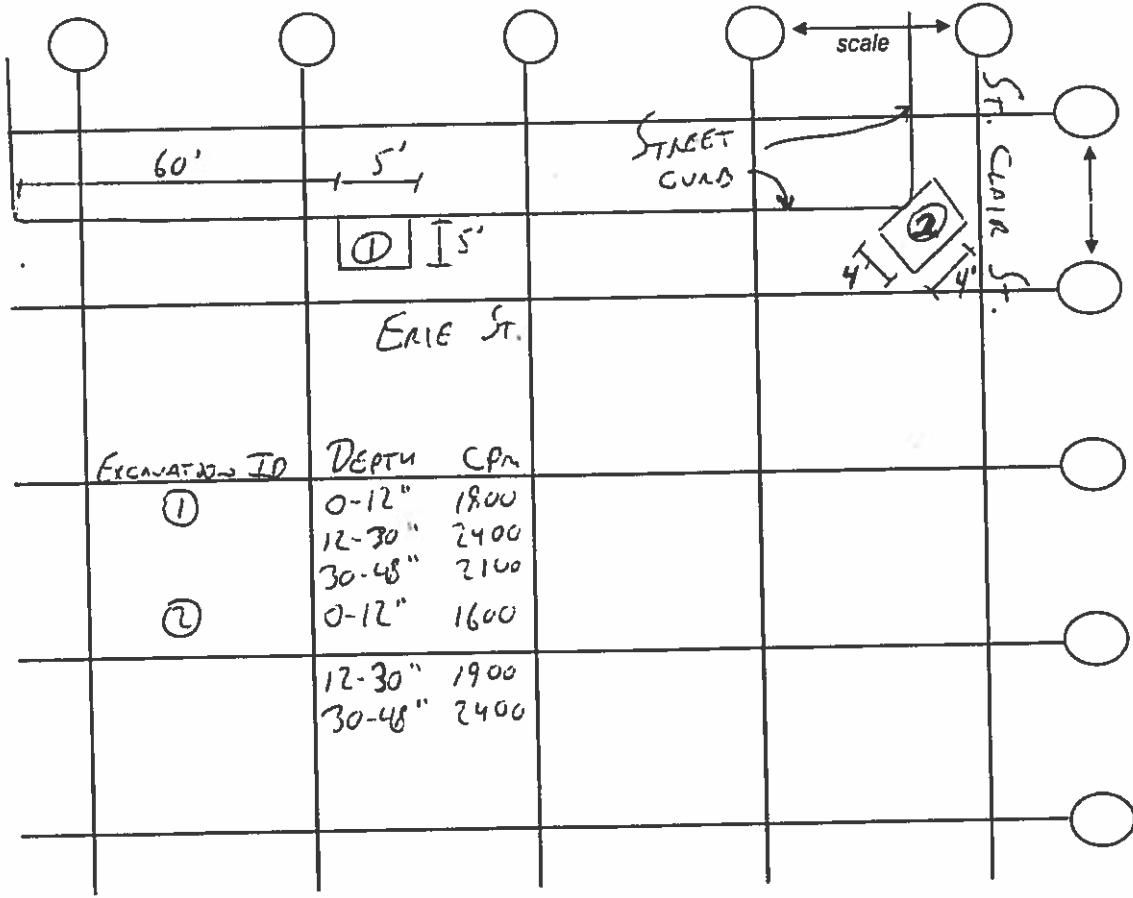 scale
60'
5'
STREET
CURB
①
5'
②
4'
4'
ST. CLAIR ST.
ERIE ST.
EXCAVATION ID DEPTH CPM
① 0-12" 1800
12-30" 2400
30-48" 2100
② 0-12" 1600
12-30" 1900
30-48" 2400